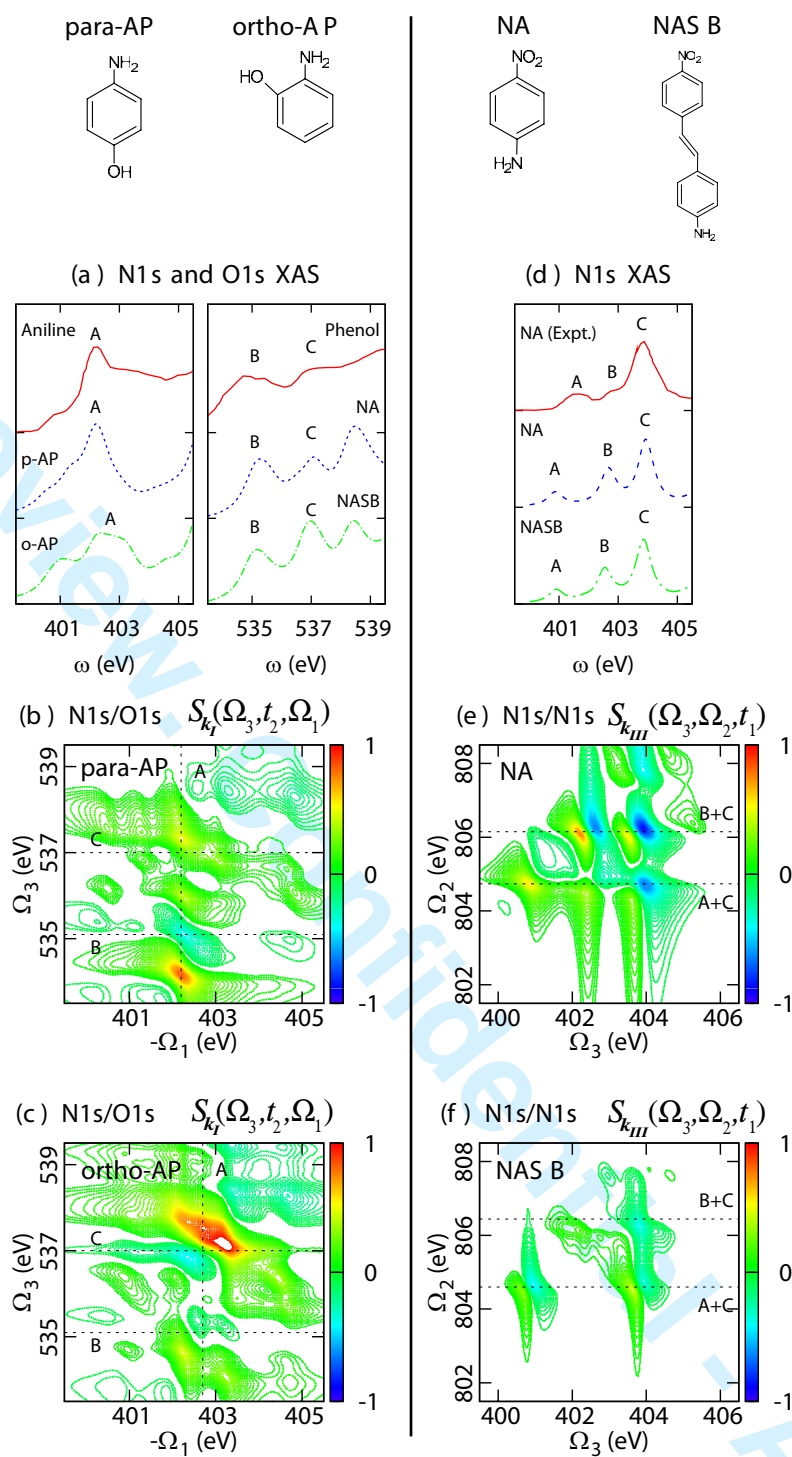 para-AP
ortho-A P
NH2
HO
NH2
OH
(a ) N1s and O1s XAS
Aniline
A
A
p-AP
A
o-AP
401
403
405
ω (eV)
Phenol
B
C
NA
B
C
NASB
B
C
535
537
539
ω (eV)
(b ) N1s/O1s SkI(Ω3,t2,Ω1)
para-AP
A
C
B
539
537
535
Ω3 (eV)
401
403
405
-Ω1 (eV)
1
0
-1
(c ) N1s/O1s SkI(Ω3,t2,Ω1)
ortho-AP
A
C
B
539
537
535
Ω3 (eV)
401
403
405
-Ω1 (eV)
1
0
-1
NA
NAS B
NO2
H2N
NO2
NH2
(d ) N1s XAS
NA (Expt.)
A
B
C
NA
A
B
C
NASB
A
B
C
401
403
405
ω (eV)
(e ) N1s/N1s SkIII(Ω3,Ω2,t1)
NA
B+C
A+C
808
806
804
802
Ω2 (eV)
400
402
404
406
Ω3 (eV)
1
0
-1
(f ) N1s/N1s SkIII(Ω3,Ω2,t1)
NAS B
B+C
A+C
808
806
804
802
Ω2 (eV)
400
402
404
406
Ω3 (eV)
1
0
-1